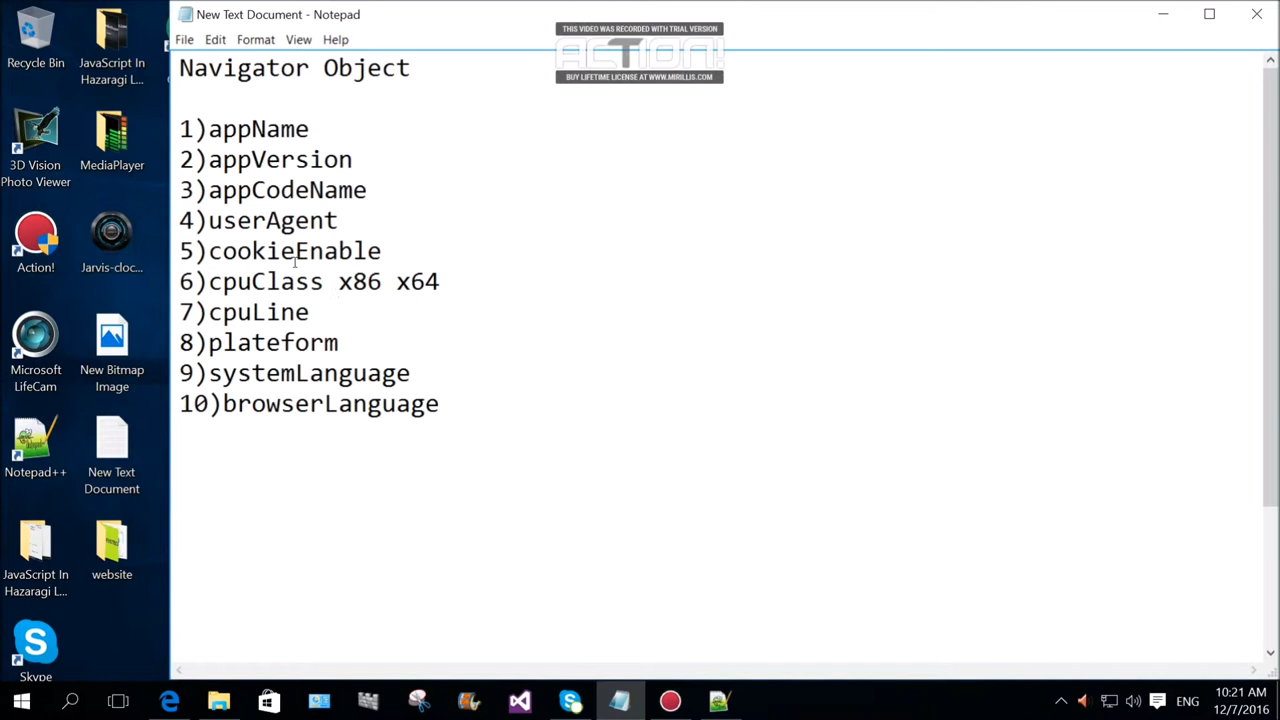 New Text Document - Notepad
THIS VIDEO WAS RECORDED WITH TRIAL VERSION
ACTION!
BUY LIFETIME LICENSE AT WWW.MIRILLIS.COM
File Edit Format View Help
Navigator Object
1)appName
2)appVersion
3)appCodeName
4)userAgent
5)cookieEnable
6)cpuClass x86 x64
7)cpuLine
8)plateform
9)systemLanguage
10)browserLanguage
Recycle Bin
JavaScript In
Hazaragi L...
3D Vision
Photo Viewer
MediaPlayer
Action!
Jarvis-cloc...
Microsoft
LifeCam
New Bitmap
Image
Notepad++
New Text
Document
JavaScript In
Hazaragi L...
website
Skype
ENG
10:21 AM
12/7/2016